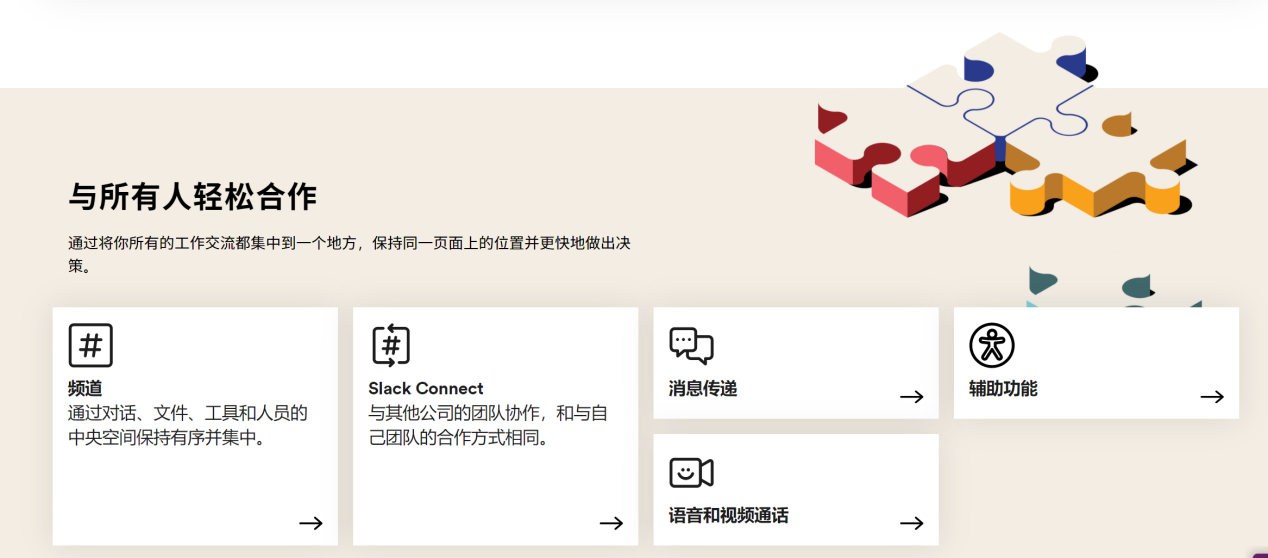 与所有人轻松合作
通过将你所有的工作交流都集中到一个地方，保持同一页面上的位置并更快地做出决
策。
频道
通过对话、文件、工具和人员的
中央空间保持有序并集中。
Slack Connect
与其他公司的团队协作，和与自
己团队的合作方式相同。
消息传递
语音和视频通话
辅助功能